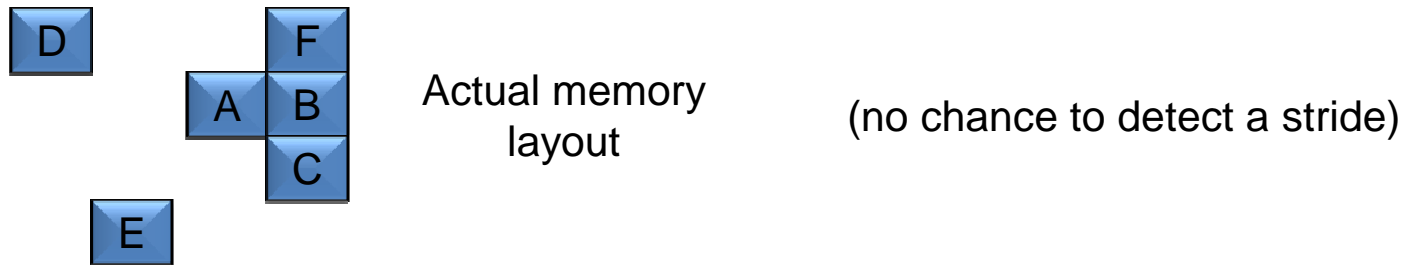 D
F
A
B
C
E
Actual memory
layout
(no chance to detect a stride)